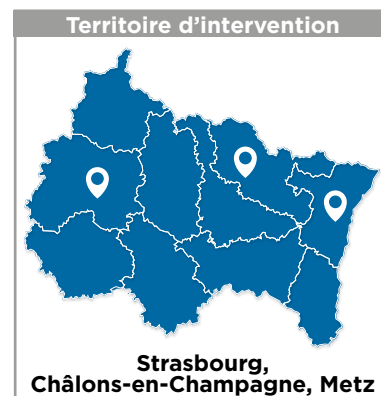 Territoire d’intervention
Strasbourg,
Châlons-en-Champagne, Metz